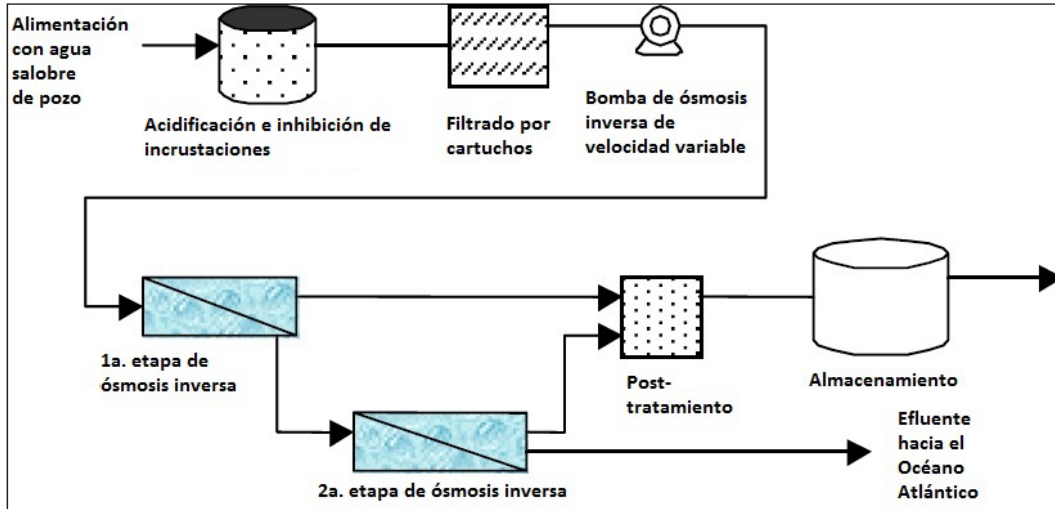 Alimentación
con agua
salobre
de pozo
Acidificación e inhibición de
incrustaciones
Filtrado por
cartuchos
Bomba de ósmosis
inversa de
velocidad variable
1a. etapa de
ósmosis inversa
2a. etapa de ósmosis inversa
Post-
tratamiento
Almacenamiento
Efluente
hacia el
Océano
Atlántico